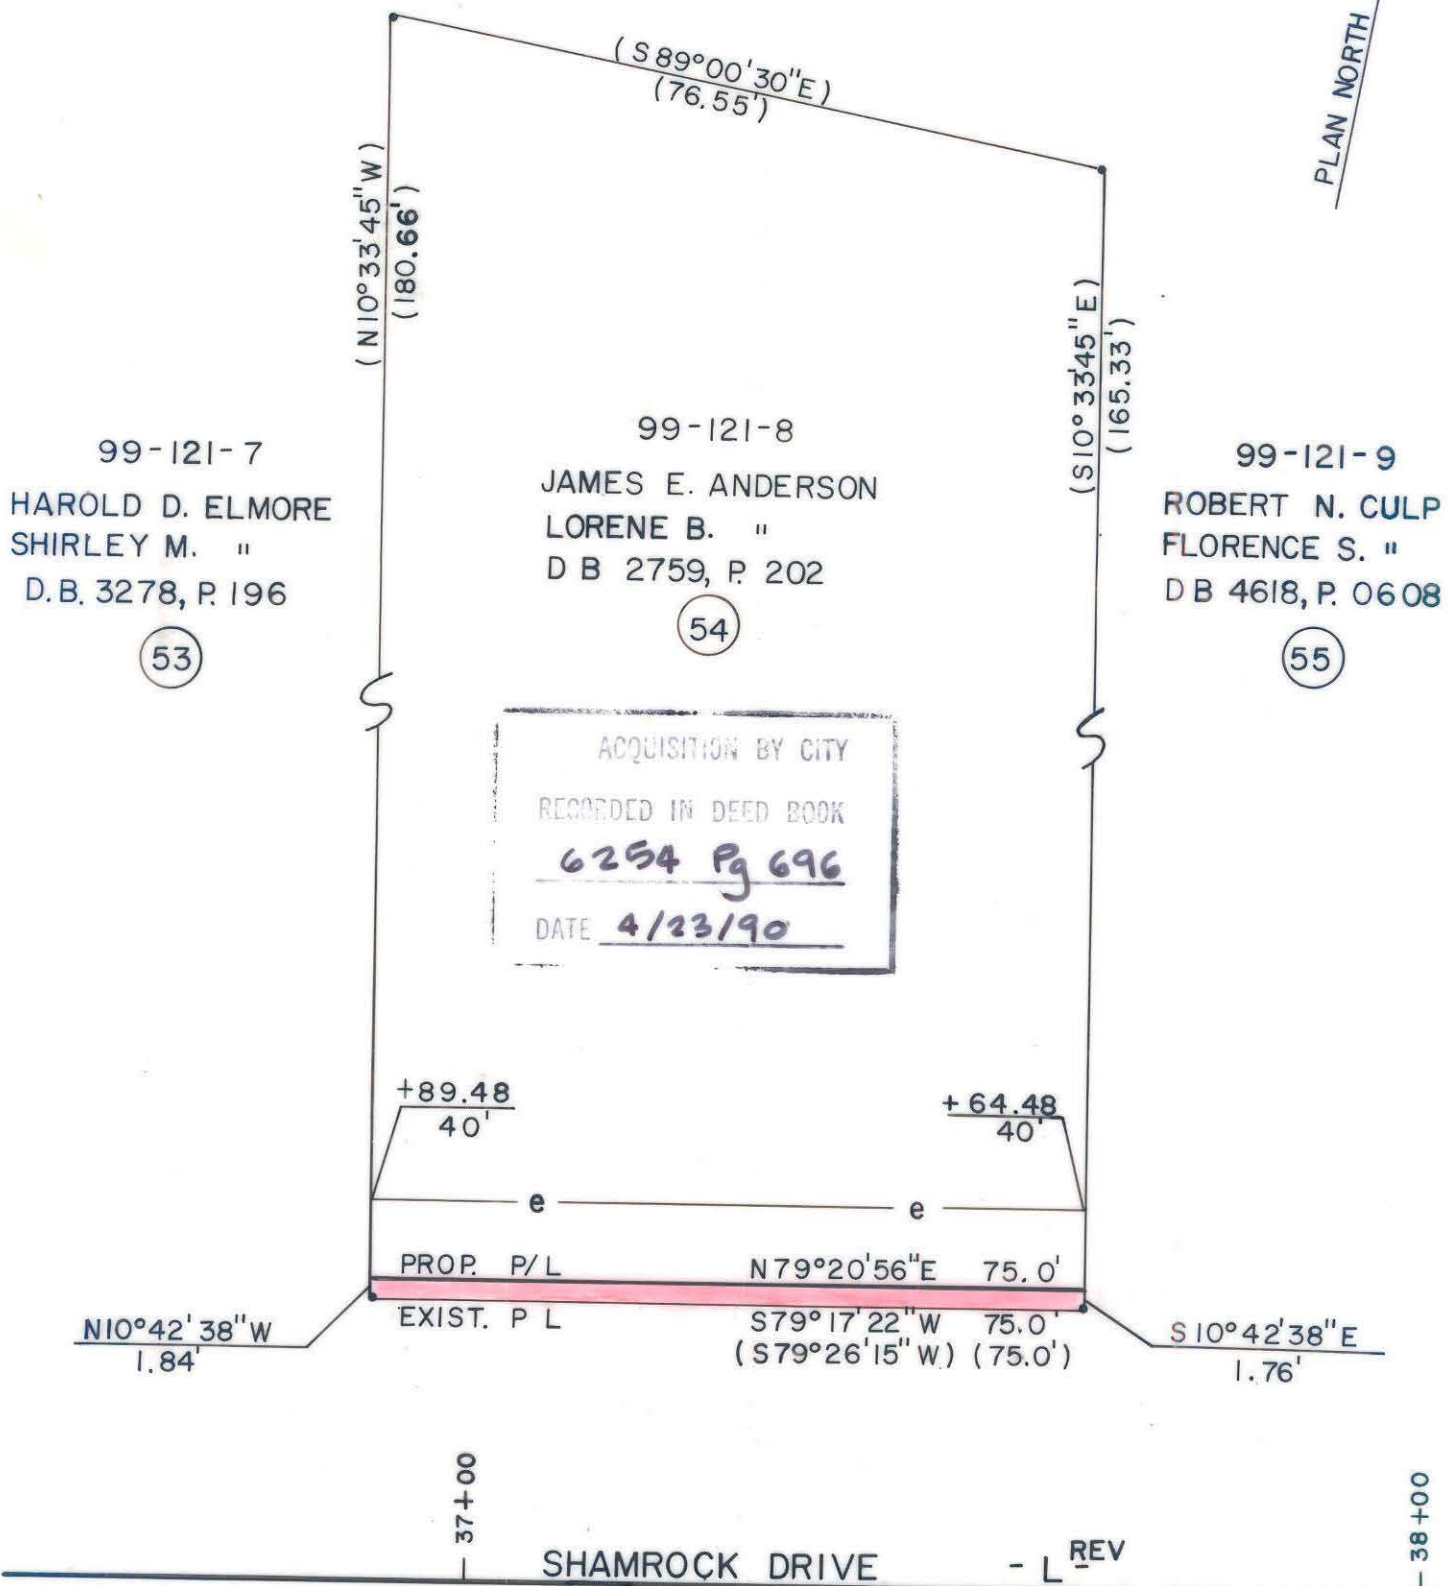 PLAN NORTH
(S89°00'30"E)
(76.55')
(N10°33'45"W)
(180.66')
(S10°33'45"E)
(165.33')
99-121-7
HAROLD D. ELMORE
SHIRLEY M. "
D.B. 3278, P. 196
53
99-121-8
JAMES E. ANDERSON
LORENE B. "
D B 2759, P. 202
54
99-121-9
ROBERT N. CULP
FLORENCE S. "
D B 4618, P. 0608
55
ACQUISITION BY CITY
RECORDED IN DEED BOOK
6254 Pg 696
DATE 4/23/90
+89.48
40'
+64.48
40'
e e
PROP. P/L N79°20'56"E 75.0'
EXIST. P L S79°17'22"W 75.0'
(S79°26'15"W) (75.0')
N10°42'38"W
1.84'
S10°42'38"E
1.76'
37+00
SHAMROCK DRIVE - L REV
38+00